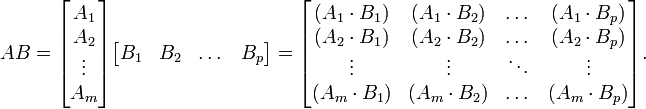 AB = \begin{bmatrix} A_1 \\ A_2 \\ \vdots \\ A_m \end{bmatrix} \begin{bmatrix} B_1 & B_2 & \dots & B_p \end{bmatrix} = \begin{bmatrix} (A_1 \cdot B_1) & (A_1 \cdot B_2) & \dots & (A_1 \cdot B_p) \\ (A_2 \cdot B_1) & (A_2 \cdot B_2) & \dots & (A_2 \cdot B_p) \\ \vdots & \vdots & \ddots & \vdots \\ (A_m \cdot B_1) & (A_m \cdot B_2) & \dots & (A_m \cdot B_p) \end{bmatrix}.